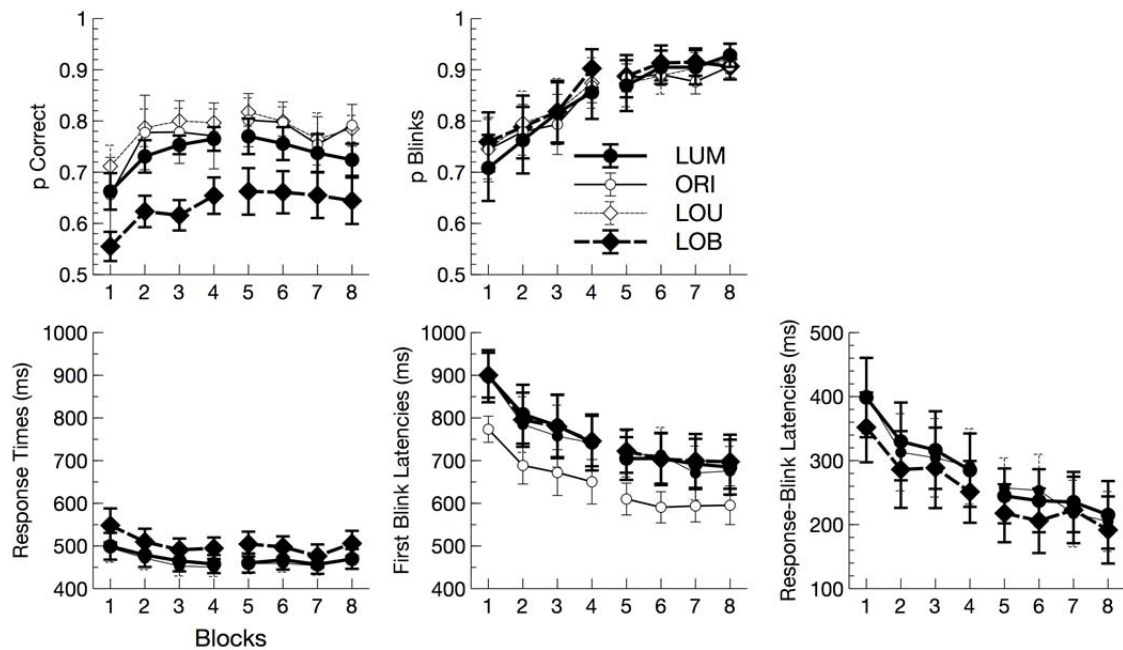 p Correct
1
0.9
0.8
0.7
0.6
0.5
1 2 3 4 5 6 7 8
p Blinks
1
0.9
0.8
0.7
0.6
0.5
LUM
ORI
LOU
LOB
1 2 3 4 5 6 7 8
Response Times (ms)
1000
900
800
700
600
500
400
1 2 3 4 5 6 7 8
Blocks
First Blink Latencies (ms)
1000
900
800
700
600
500
400
1 2 3 4 5 6 7 8
Response-Blink Latencies (ms)
500
400
300
200
100
1 2 3 4 5 6 7 8